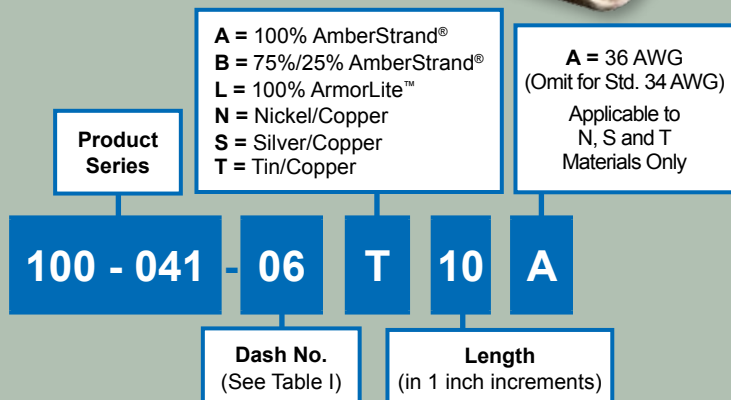 A = 100% AmberStrand®
B = 75%/25% AmberStrand®
L = 100% ArmorLite™
N = Nickel/Copper
S = Silver/Copper
T = Tin/Copper
A = 36 AWG
(Omit for Std. 34 AWG)
Applicable to
N, S and T
Materials Only
Product
Series
100 - 041 - 06 T 10 A
Dash No.
(See Table I)
Length
(in 1 inch increments)